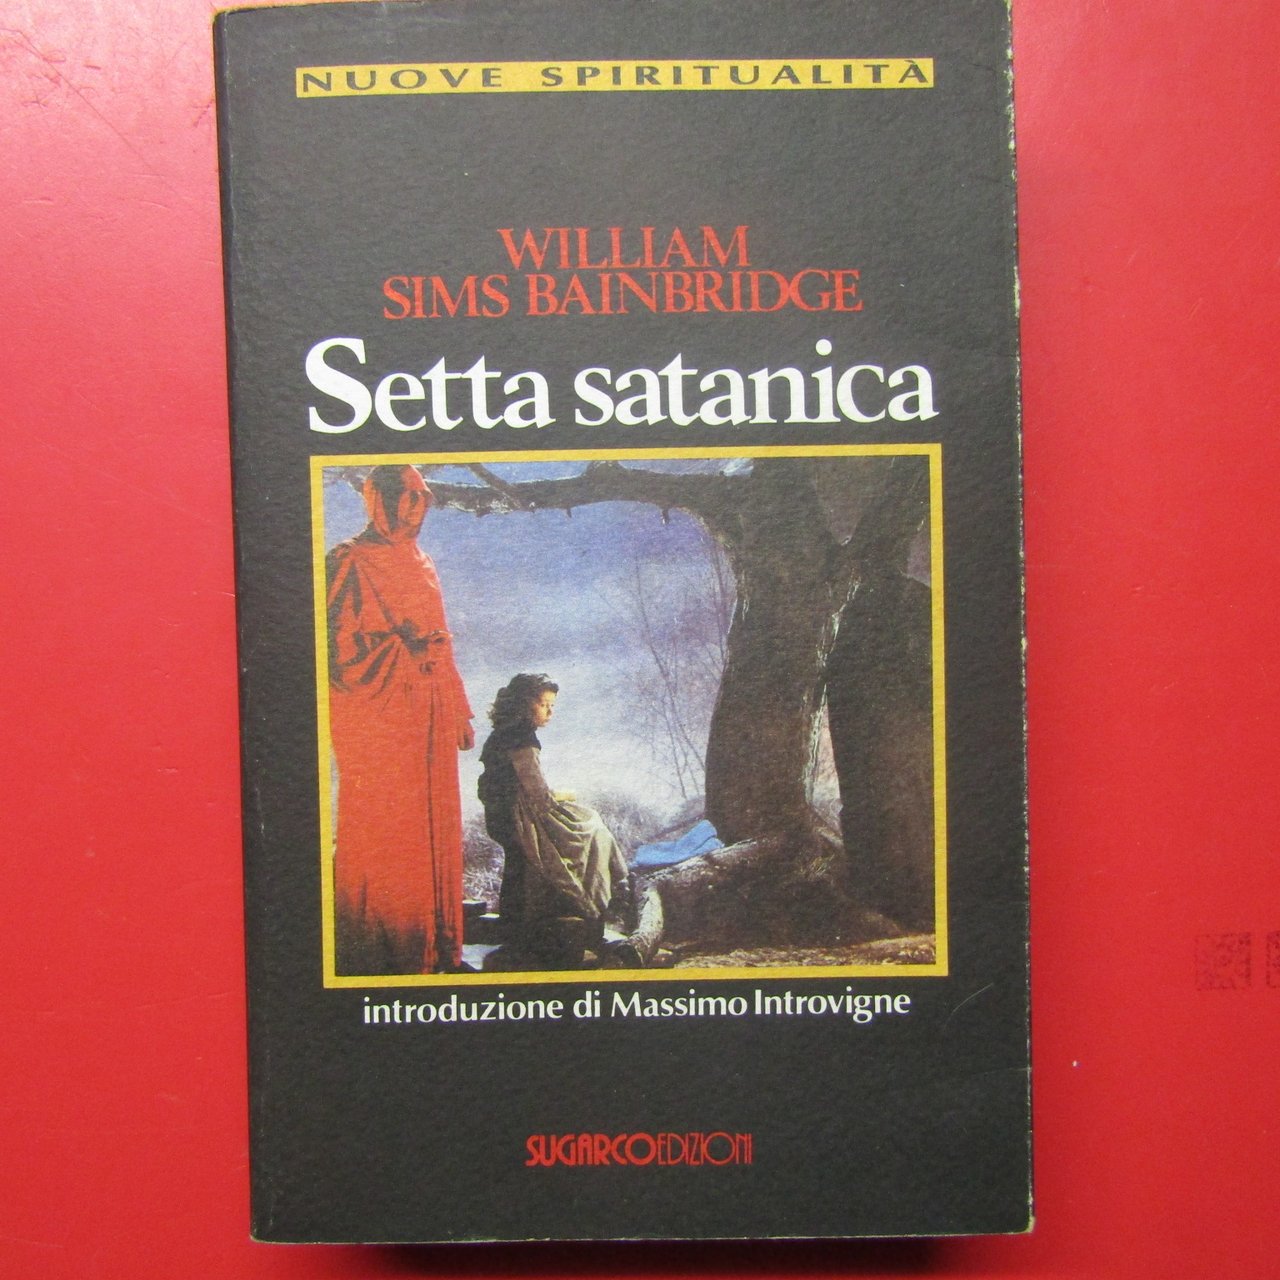 NUOVE SPIRITUALITÀ
WILLIAM
SIMS BAINBRIDGE
Setta satanica
introduzione di Massimo Introvigne
SUGARCOEDIZIONI